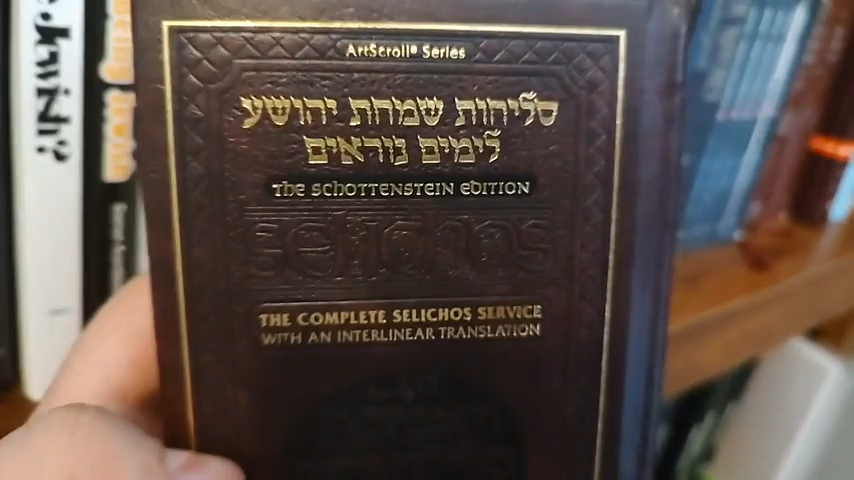 ArtScroll® Series
סליחות שמחת יהושע
לימים נוראים
The Schottenstein Edition
selichos
THE COMPLETE SELICHOS SERVICE
WITH AN INTERLINEAR TRANSLATION